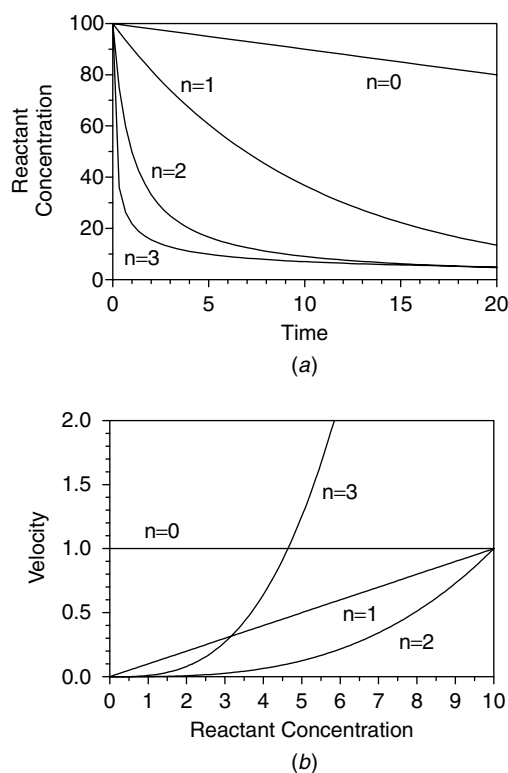 100
80
60
40
20
0
Reactant
Concentration
n=0
n=1
n=2
n=3
0 5 10 15 20
Time
(a)
2.0
1.5
1.0
0.5
0.0
Velocity
n=3
n=0
n=1
n=2
0 1 2 3 4 5 6 7 8 9 10
Reactant Concentration
(b)